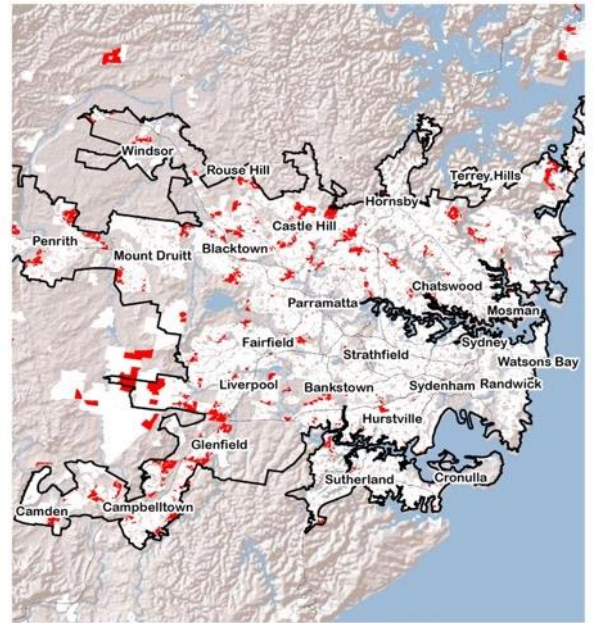 Windsor
Rouse Hill
Terrey Hills
Hornsby
Castle Hill
Penrith
Blacktown
Mount Druitt
Chatswood
Parramatta
Mosman
Sydney
Fairfield
Strathfield
Watsons Bay
Liverpool
Bankstown
Sydenham
Randwick
Hurstville
Glenfield
Sutherland
Cronulla
Camden
Campbelltown